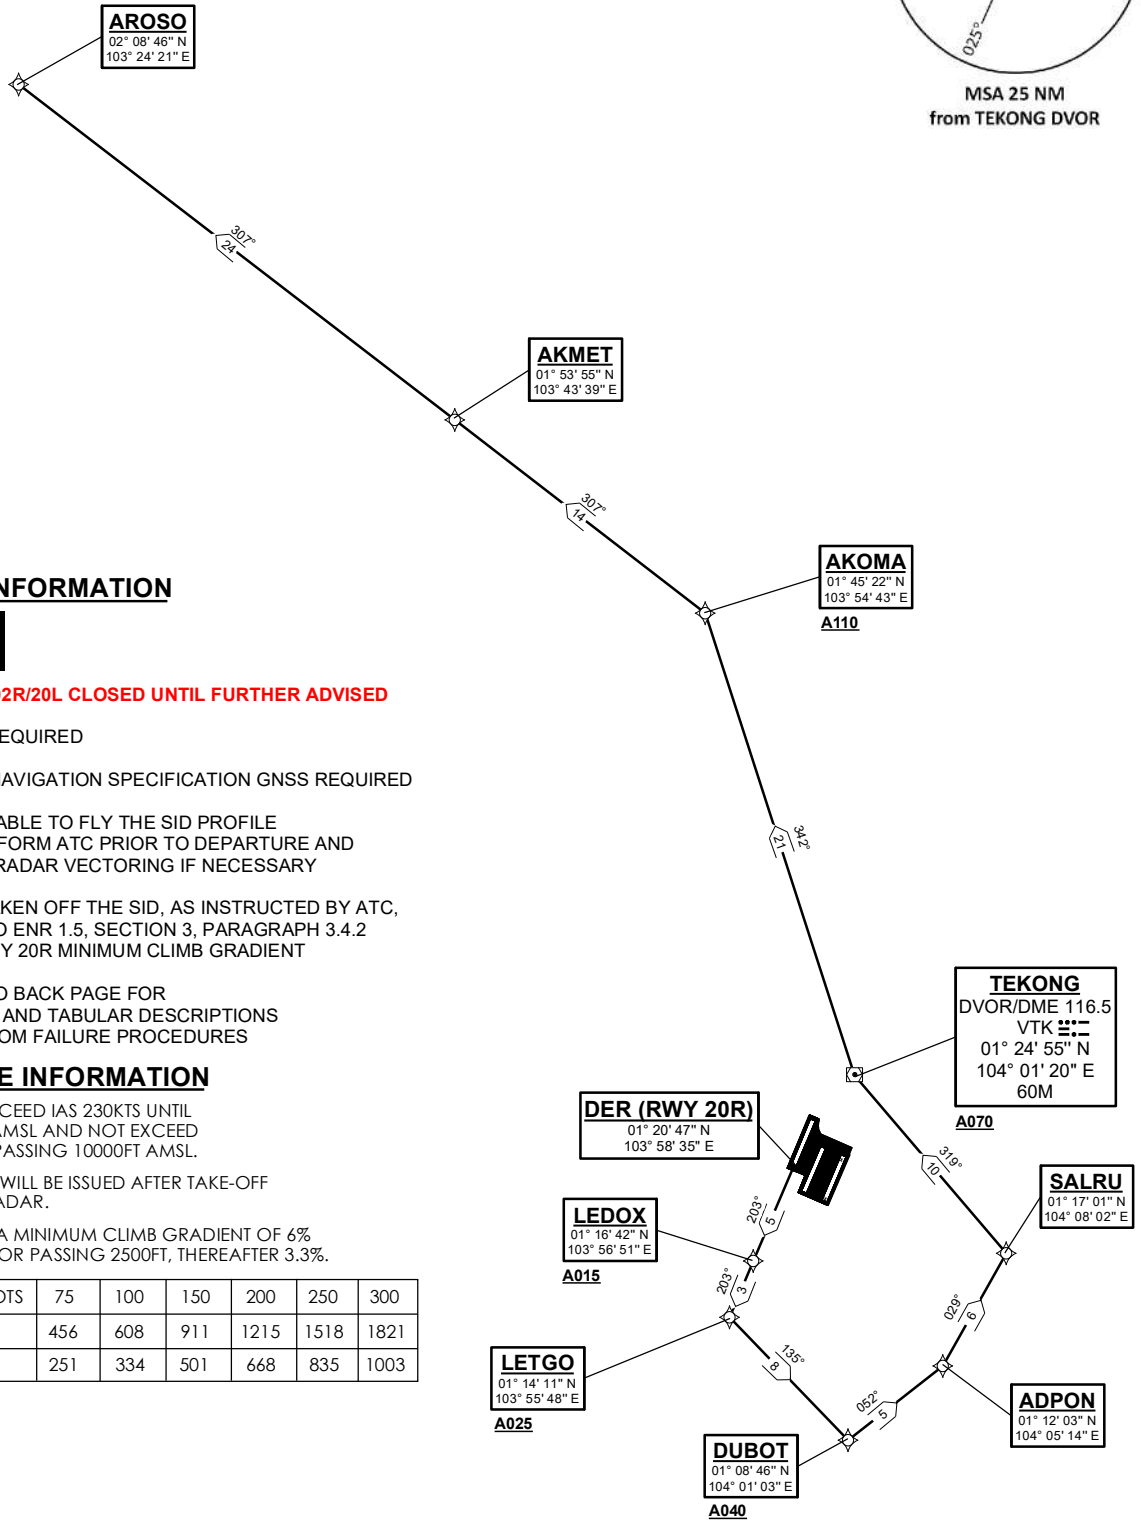 AROSO
02° 08' 46" N
103° 24' 21" E
025°
MSA 25 NM
from TEKONG DVOR
307°
24
AKMET
01° 53' 55" N
103° 43' 39" E
307°
14
AKOMA
01° 45' 22" N
103° 54' 43" E
A110
NFORMATION
02R/20L CLOSED UNTIL FURTHER ADVISED
EQUIRED
NAVIGATION SPECIFICATION GNSS REQUIRED
ABLE TO FLY THE SID PROFILE
FORM ATC PRIOR TO DEPARTURE AND
RADAR VECTORING IF NECESSARY
KEN OFF THE SID, AS INSTRUCTED BY ATC,
O ENR 1.5, SECTION 3, PARAGRAPH 3.4.2
Y 20R MINIMUM CLIMB GRADIENT
O BACK PAGE FOR
AND TABULAR DESCRIPTIONS
OM FAILURE PROCEDURES
342°
21
TEKONG
DVOR/DME 116.5
VTK
01° 24' 55" N
104° 01' 20" E
60M
A070
E INFORMATION
CEED IAS 230KTS UNTIL
AMSL AND NOT EXCEED
PASSING 10000FT AMSL.
WILL BE ISSUED AFTER TAKE-OFF
ADAR.
A MINIMUM CLIMB GRADIENT OF 6%
OR PASSING 2500FT, THEREAFTER 3.3%.
OTS 75 100 150 200 250 300
456 608 911 1215 1518 1821
251 334 501 668 835 1003
DER (RWY 20R)
01° 20' 47" N
103° 58' 35" E
319°
10
SALRU
01° 17' 01" N
104° 08' 02" E
203°
5
LEDOX
01° 16' 42" N
103° 56' 51" E
A015
203°
3
029°
6
LETGO
01° 14' 11" N
103° 55' 48" E
A025
135°
8
052°
5
ADPON
01° 12' 03" N
104° 05' 14" E
DUBOT
01° 08' 46" N
104° 01' 03" E
A040